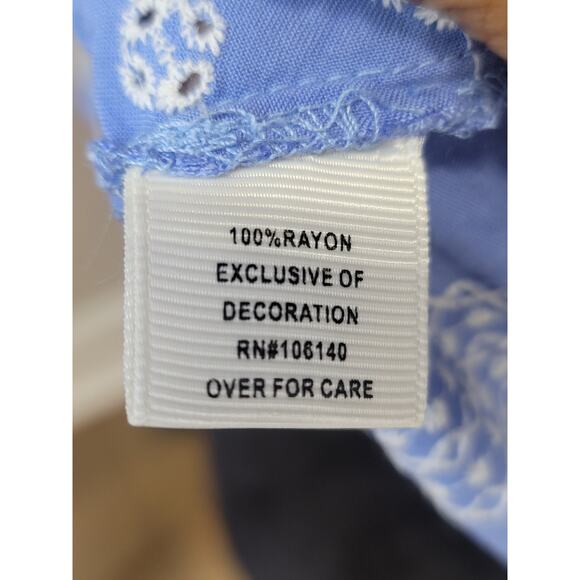 100%RAYON
EXCLUSIVE OF
DECORATION
RN#106140
OVER FOR CARE